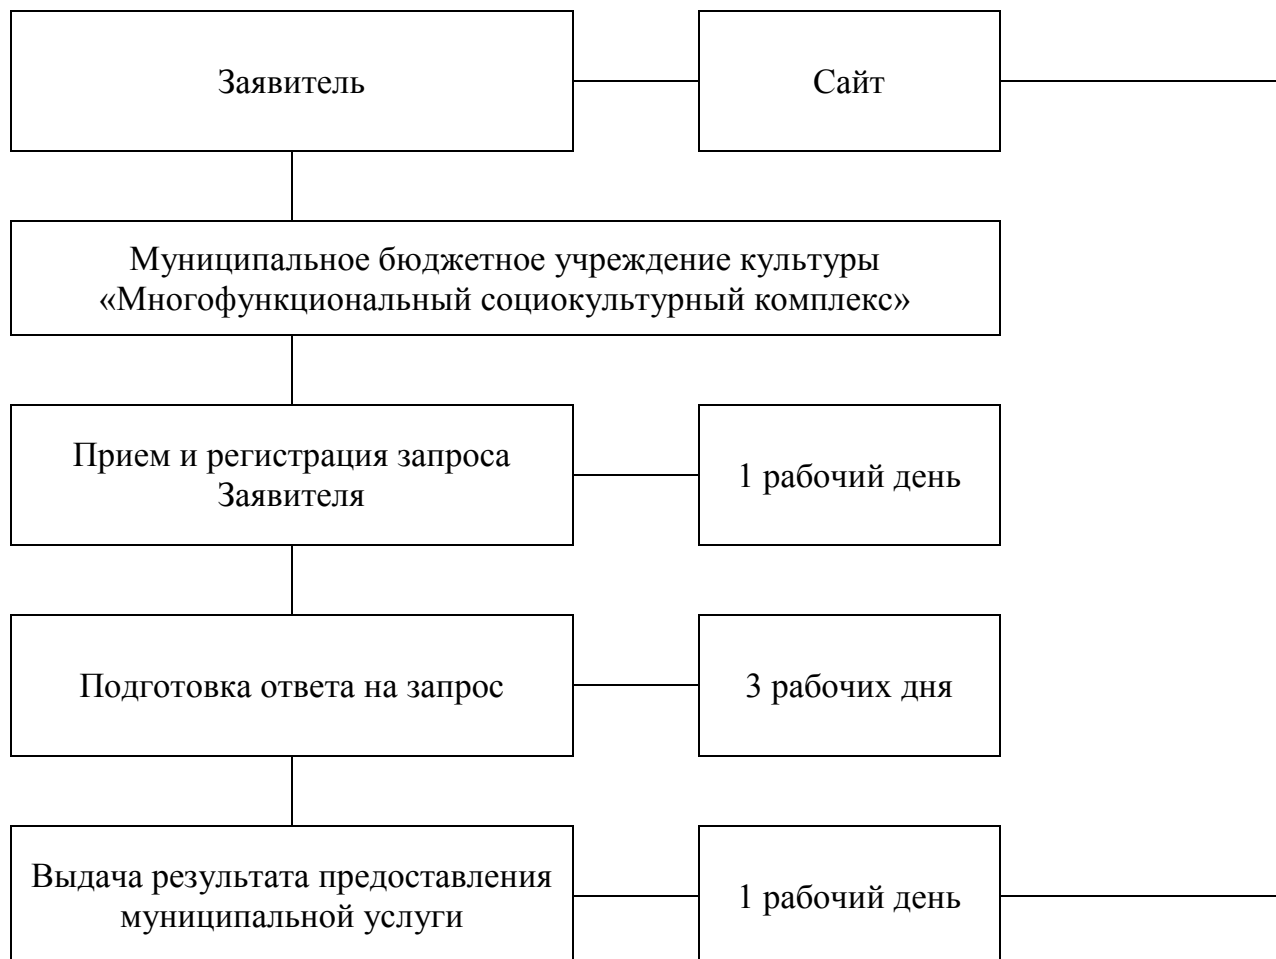 Заявитель
Сайт
Муниципальное бюджетное учреждение культуры
«Многофункциональный социокультурный комплекс»
Прием и регистрация запроса
Заявителя
1 рабочий день
Подготовка ответа на запрос
3 рабочих дня
Выдача результата предоставления
муниципальной услуги
1 рабочий день